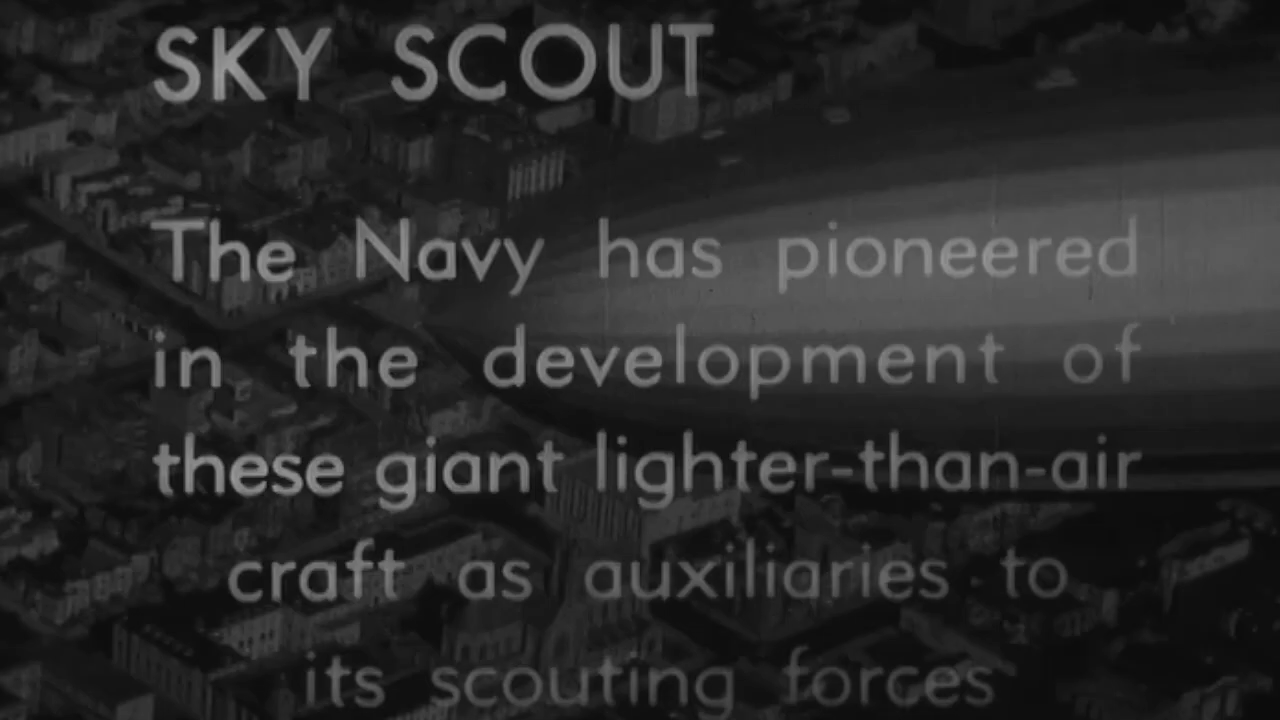 SKY SCOUT
The Navy has pioneered
in the development of
these giant lighter-than-air
craft as auxiliaries to
its scouting forces